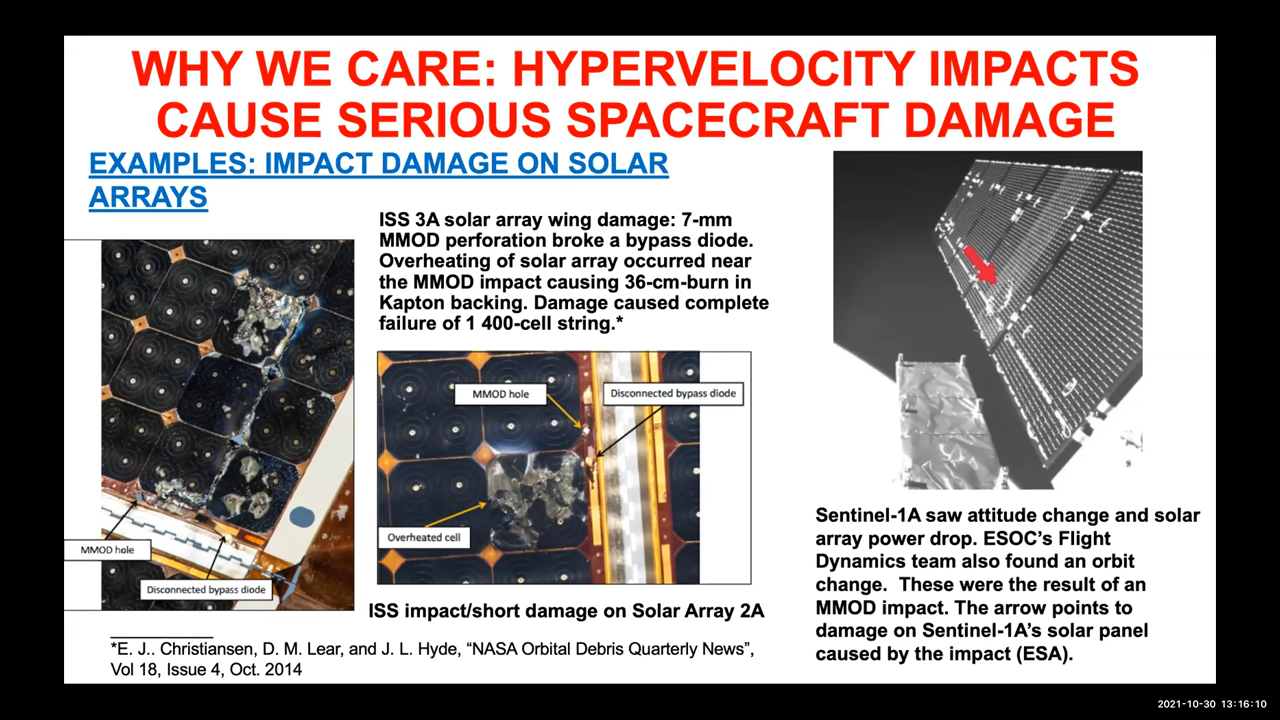 WHY WE CARE: HYPERVELOCITY IMPACTS
CAUSE SERIOUS SPACECRAFT DAMAGE
EXAMPLES: IMPACT DAMAGE ON SOLAR
ARRAYS
ISS 3A solar array wing damage: 7-mm
MMOD perforation broke a bypass diode.
Overheating of solar array occurred near
the MMOD impact causing 36-cm-burn in
Kapton backing. Damage caused complete
failure of 1 400-cell string.*
MMOD hole
Disconnected bypass diode
MMOD hole
Disconnected bypass diode
Overheated cell
ISS impact/short damage on Solar Array 2A
Sentinel-1A saw attitude change and solar
array power drop. ESOC's Flight
Dynamics team also found an orbit
change.  These were the result of an
MMOD impact. The arrow points to
damage on Sentinel-1A's solar panel
caused by the impact (ESA).
*E. J.. Christiansen, D. M. Lear, and J. L. Hyde, “NASA Orbital Debris Quarterly News”,
Vol 18, Issue 4, Oct. 2014
2021-10-30 13:16:10